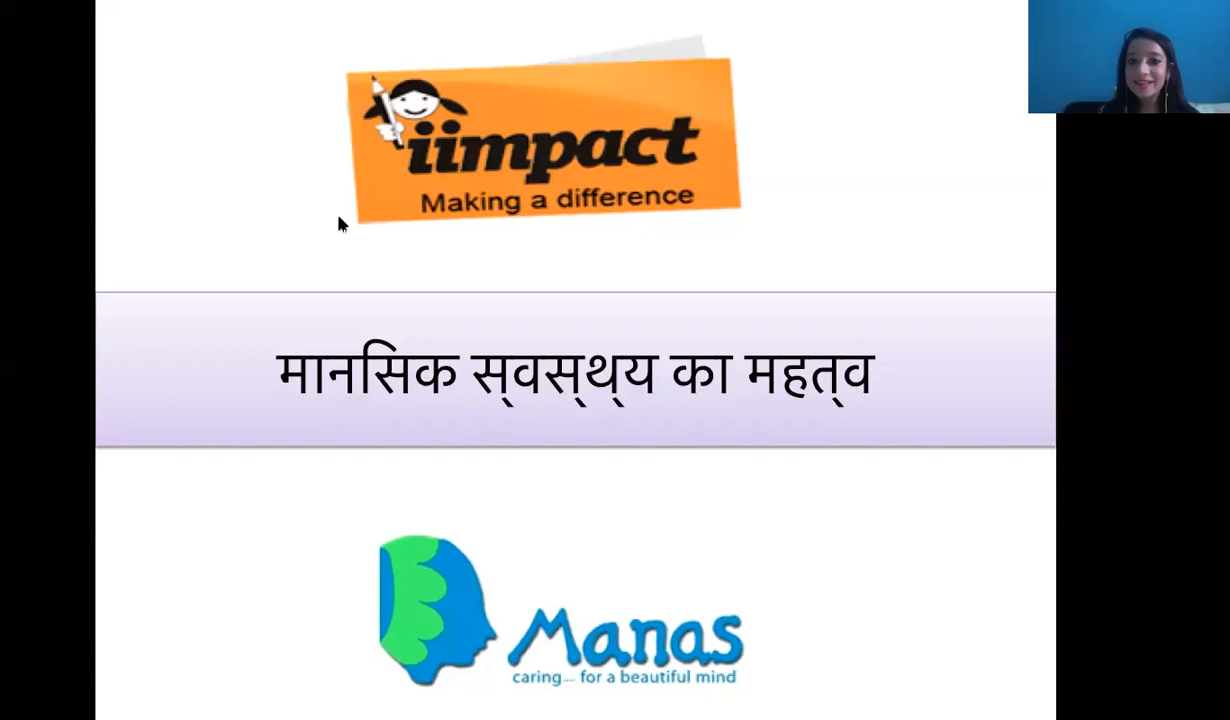 iimpact
Making a difference
मानसिक स्वस्थ्य का महत्व
Manas
caring.... for a beautiful mind